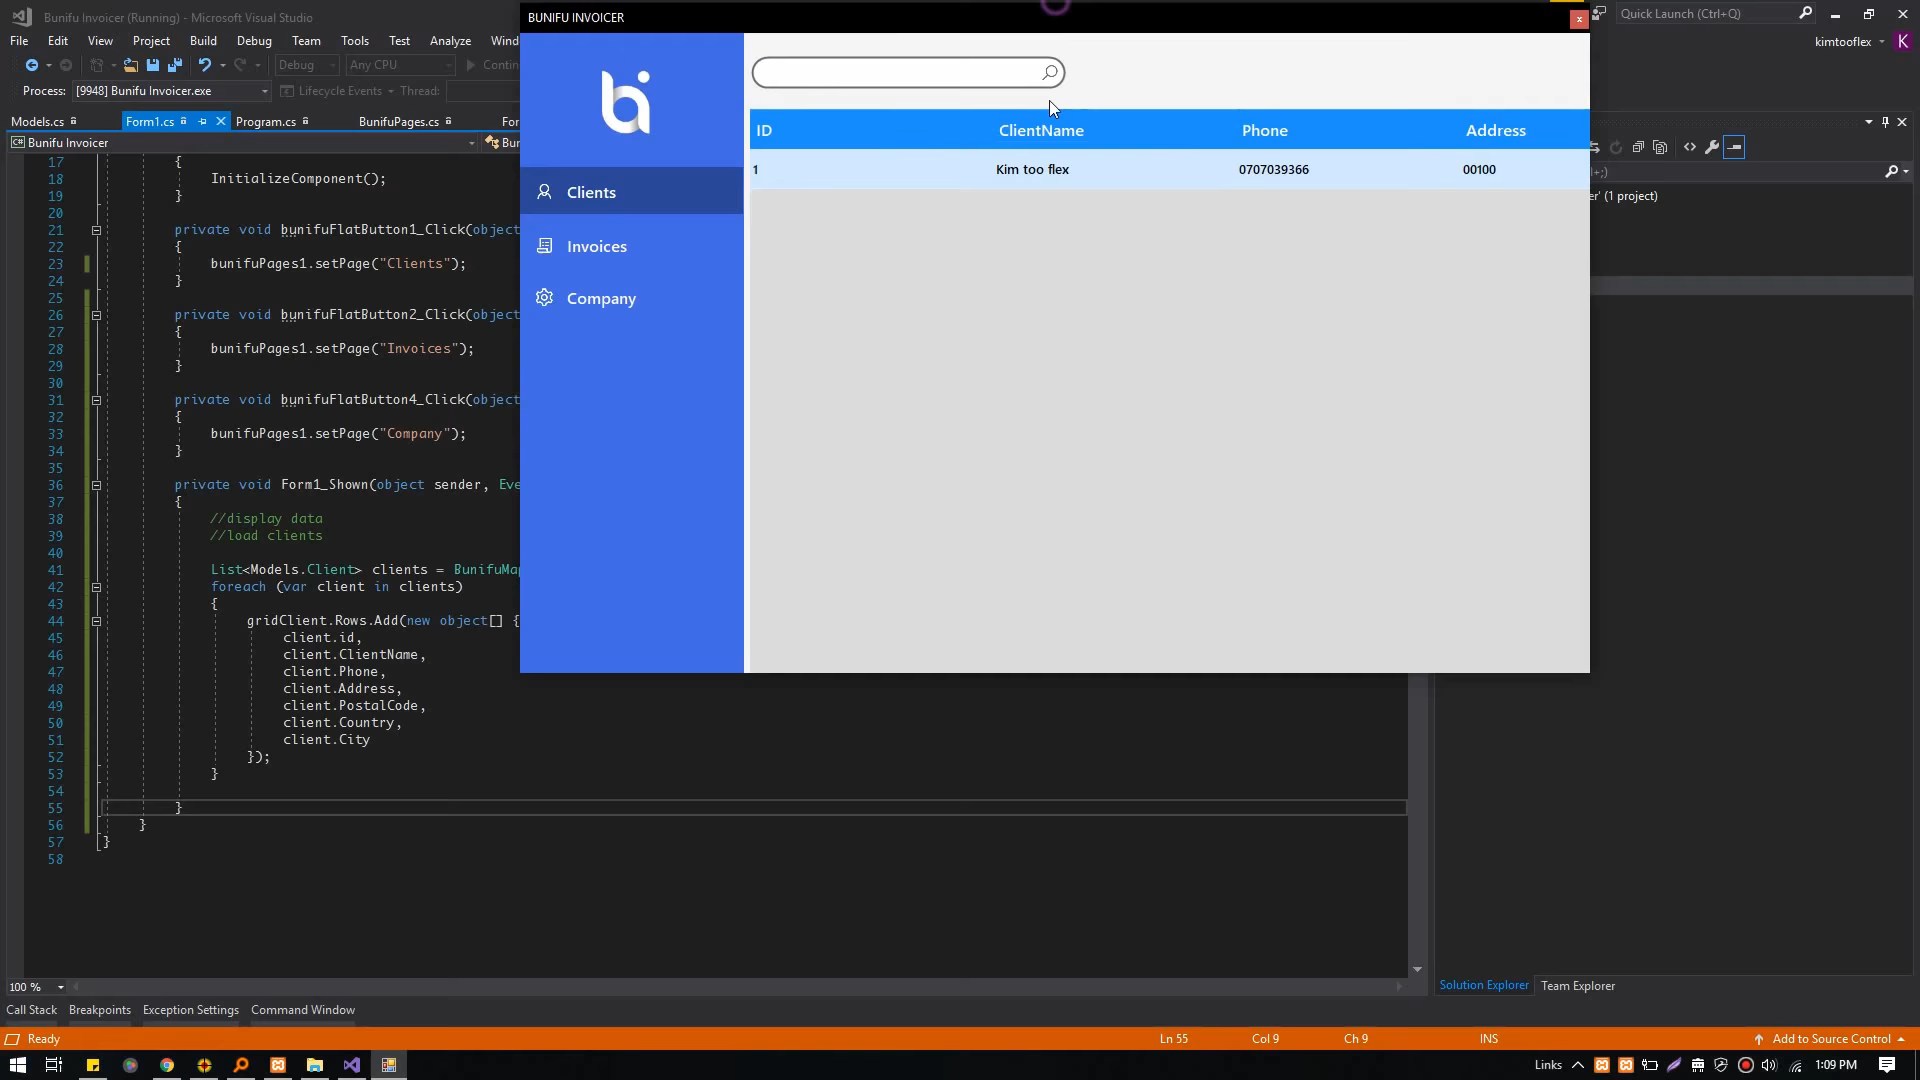 Bunifu Invoicer (Running) - Microsoft Visual Studio
Quick Launch (Ctrl+Q)
File Edit View Project Build Debug Team Tools Test Analyze
kimtooflex K
Debug Any CPU
Process: [9948] Bunifu Invoicer.exe Lifecycle Events Thread:
Models.cs Form1.cs Program.cs BunifuPages.cs
Bunifu Invoicer
17 {
18 InitializeComponent();
19 }
20
21 private void bunifuFlatButton1_Click(object
22 {
23 bunifuPages1.setPage("Clients");
24 }
25
26 private void bunifuFlatButton2_Click(object
27 {
28 bunifuPages1.setPage("Invoices");
29 }
30
31 private void bunifuFlatButton4_Click(object
32 {
33 bunifuPages1.setPage("Company");
34 }
35
36 private void Form1_Shown(object sender, Eve
37 {
38 //display data
39 //load clients
40
41 List<Models.Client> clients = BunifuMap
42 foreach (var client in clients)
43 {
44 gridClient.Rows.Add(new object[] {
45 client.id,
46 client.ClientName,
47 client.Phone,
48 client.Address,
49 client.PostalCode,
50 client.Country,
51 client.City
52 });
53 }
54
55 }
56 }
57 }
58
BUNIFU INVOICER
x
Clients
Invoices
Company
ID ClientName Phone Address
1 Kim too flex 0707039366 00100
+;)
er' (1 project)
100 %
Solution Explorer Team Explorer
Call Stack Breakpoints Exception Settings Command Window
Ready Ln 55 Col 9 Ch 9 INS Add to Source Control
Links 1:09 PM